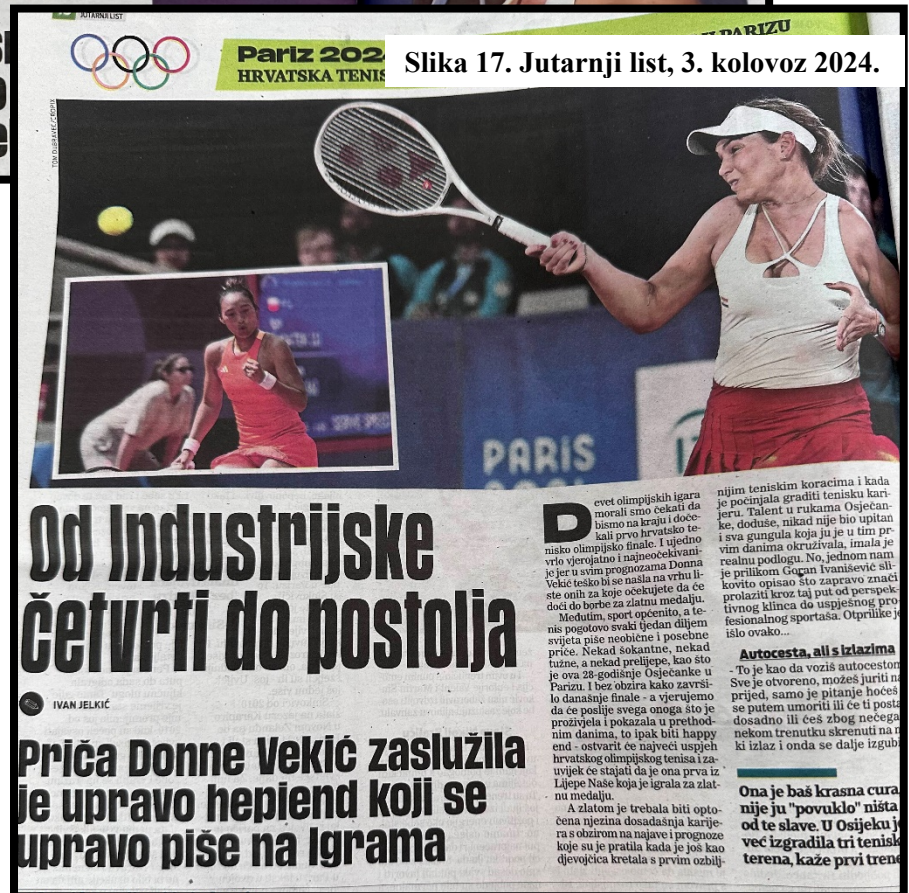 JUTARNJI LIST
Pariz 202
HRVATSKA TENIS
PARIZU
Slika 17. Jutarnji list, 3. kolovoz 2024.
TOM DUBRAVEC/CROPIX
PARIS
Od Industrijske
četvrti do postolja
IVAN JELKIĆ
Priča Donne Vekić zaslužila
je upravo hepiend koji se
upravo piše na Igrama
Devet olimpijskih igara
morali smo čekati da
bismo na kraju i doče-
kali prvo hrvatsko te-
nisko olimpijsko finale. I ujedno
vrlo vjerojatno i najneočekivani-
je jer u svim prognozama Donna
Vekić teško bi se našla na vrhu li-
ste onih za koje očekujete da će
doći do borbe za zlatnu medalju.
Međutim, sport općenito, a te-
nis pogotovo svaki tjedan diljem
svijeta piše neobične i posebne
priče. Nekad šokantne, nekad
tužne, a nekad prelijepe, kao što
je ova 28-godišnje Osječanke u
Parizu. I bez obzira kako završi-
lo današnje finale - a vjerujemo
da će poslije svega onoga što je
proživjela i pokazala u prethod-
nim danima, to ipak biti happy
end - ostvarit će najveći uspjeh
hrvatskog olimpijskog tenisa i za-
uvijek će stajati da je ona prva iz
Lijepe Naše koja je igrala za zlat-
nu medalju.
A zlatom je trebala biti opto-
čena njezina dosadašnja karije-
ra s obzirom na najave i prognoze
koje su je pratila kada je još kao
djevojčica kretala s prvim ozbilj-
nijim teniskim koracima i kada
je počinjala graditi tenisku kari-
jeru. Talent u rukama Osječan-
ke, doduše, nikad nije bio upitan
i sva gungula koja ju je u tim pr-
vim danima okruživala, imala je
realnu podlogu. No, jednom nam
je prilikom Goran Ivanišević sli-
kovito opisao što zapravo znači
prolaziti kroz taj put od perspek-
tivnog klinca do uspješnog pro-
fesionalnog sportaša. Otprilike je
išlo ovako...
Autocesta, ali s izlazima
- To je kao da voziš autocestom
Sve je otvoreno, možeš juriti na
prijed, samo je pitanje hoćeš
se putem umoriti ili će ti posta
dosadno ili ćeš zbog nečega
nekom trenutku skrenuti na n
ki izlaz i onda se dalje izgubi
Ona je baš krasna cura,
nije ju "povuklo" ništa
od te slave. U Osijeku je
već izgradila tri tenisk
terena, kaže prvi trene